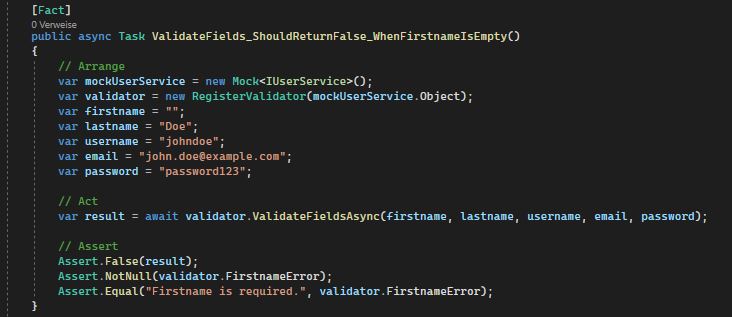 [Fact]
0 Verweise
public async Task ValidateFields_ShouldReturnFalse_WhenFirstnameIsEmpty()
{
// Arrange
var mockUserService = new Mock<IUserService>();
var validator = new RegisterValidator(mockUserService.Object);
var firstname = "";
var lastname = "Doe";
var username = "johndoe";
var email = "john.doe@example.com";
var password = "password123";
// Act
var result = await validator.ValidateFieldsAsync(firstname, lastname, username, email, password);
// Assert
Assert.False(result);
Assert.NotNull(validator.FirstnameError);
Assert.Equal("Firstname is required.", validator.FirstnameError);
}